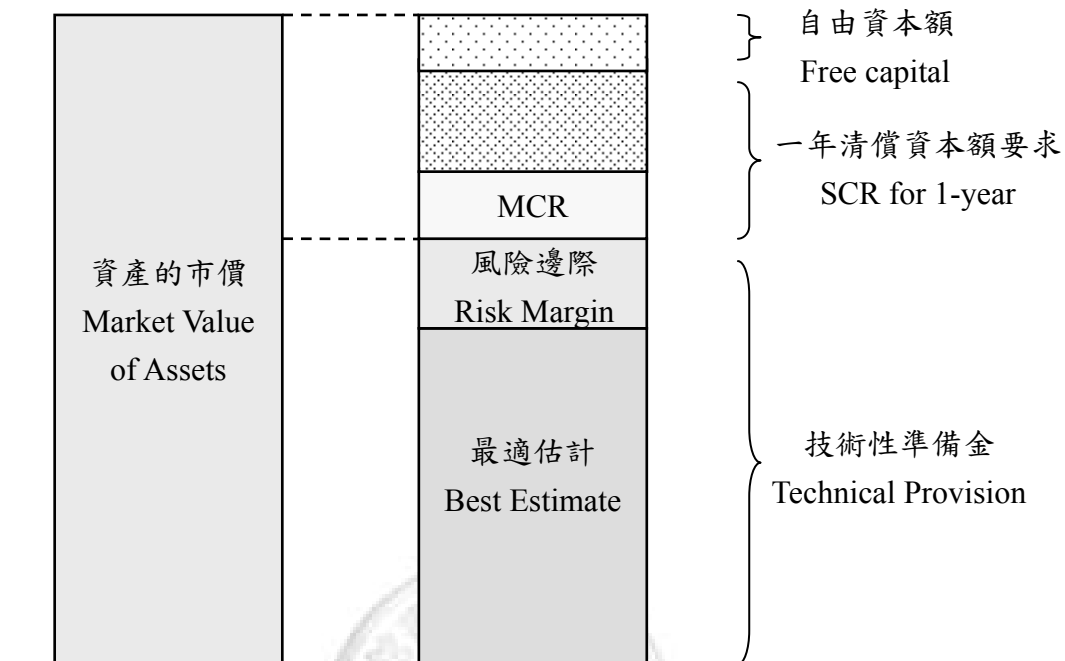 資產的市價
Market Value
of Assets
MCR
風險邊際
Risk Margin
最適估計
Best Estimate
自由資本額
Free capital
一年清償資本額要求
SCR for 1-year
技術性準備金
Technical Provision